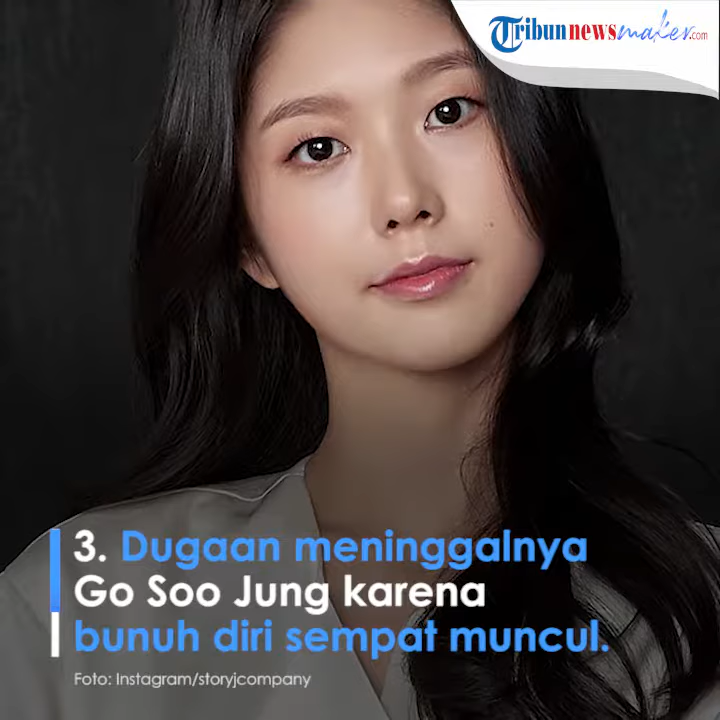 Tribunnewsmaker.com
3. Dugaan meninggalnya
Go Soo Jung karena
bunuh diri sempat muncul.
Foto: Instagram/storyjcompany